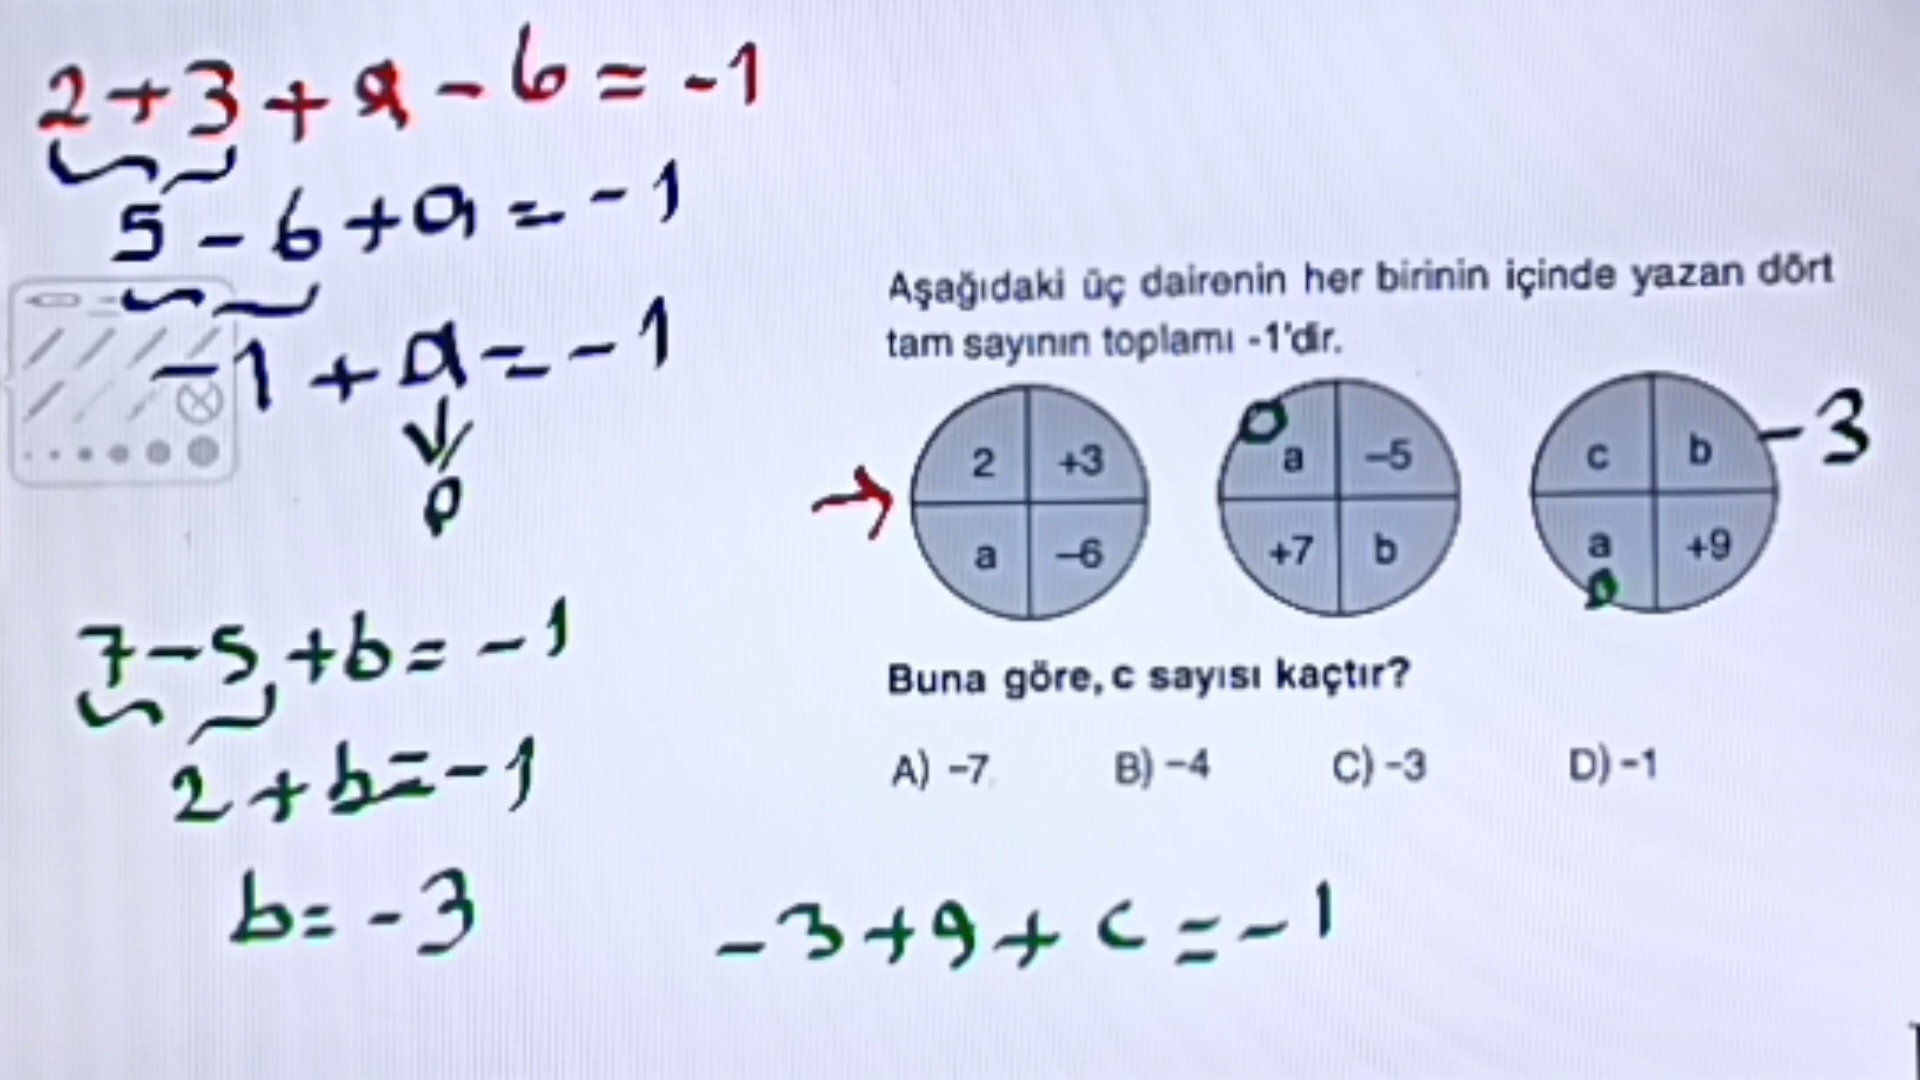 2+3+a-6=-1
5-6+a=-1
-1+a=-1
0
7-5+b=-1
2+b=-1
b=-3
Aşağıdaki üç dairenin her birinin içinde yazan dört
tam sayının toplamı -1'dir.
2 +3
a -6
0
a -5
+7 b
c b -3
a +9
0
Buna göre, c sayısı kaçtır?
A) -7 B) -4 C) -3 D) -1
-3+9+c=-1